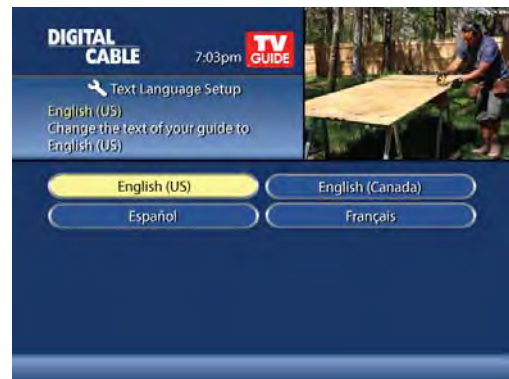 DIGITAL
CABLE
7:03pm
TV
GUIDE
Text Language Setup
English (US)
Change the text of your guide to
English (US)
English (US)
English (Canada)
Español
Français